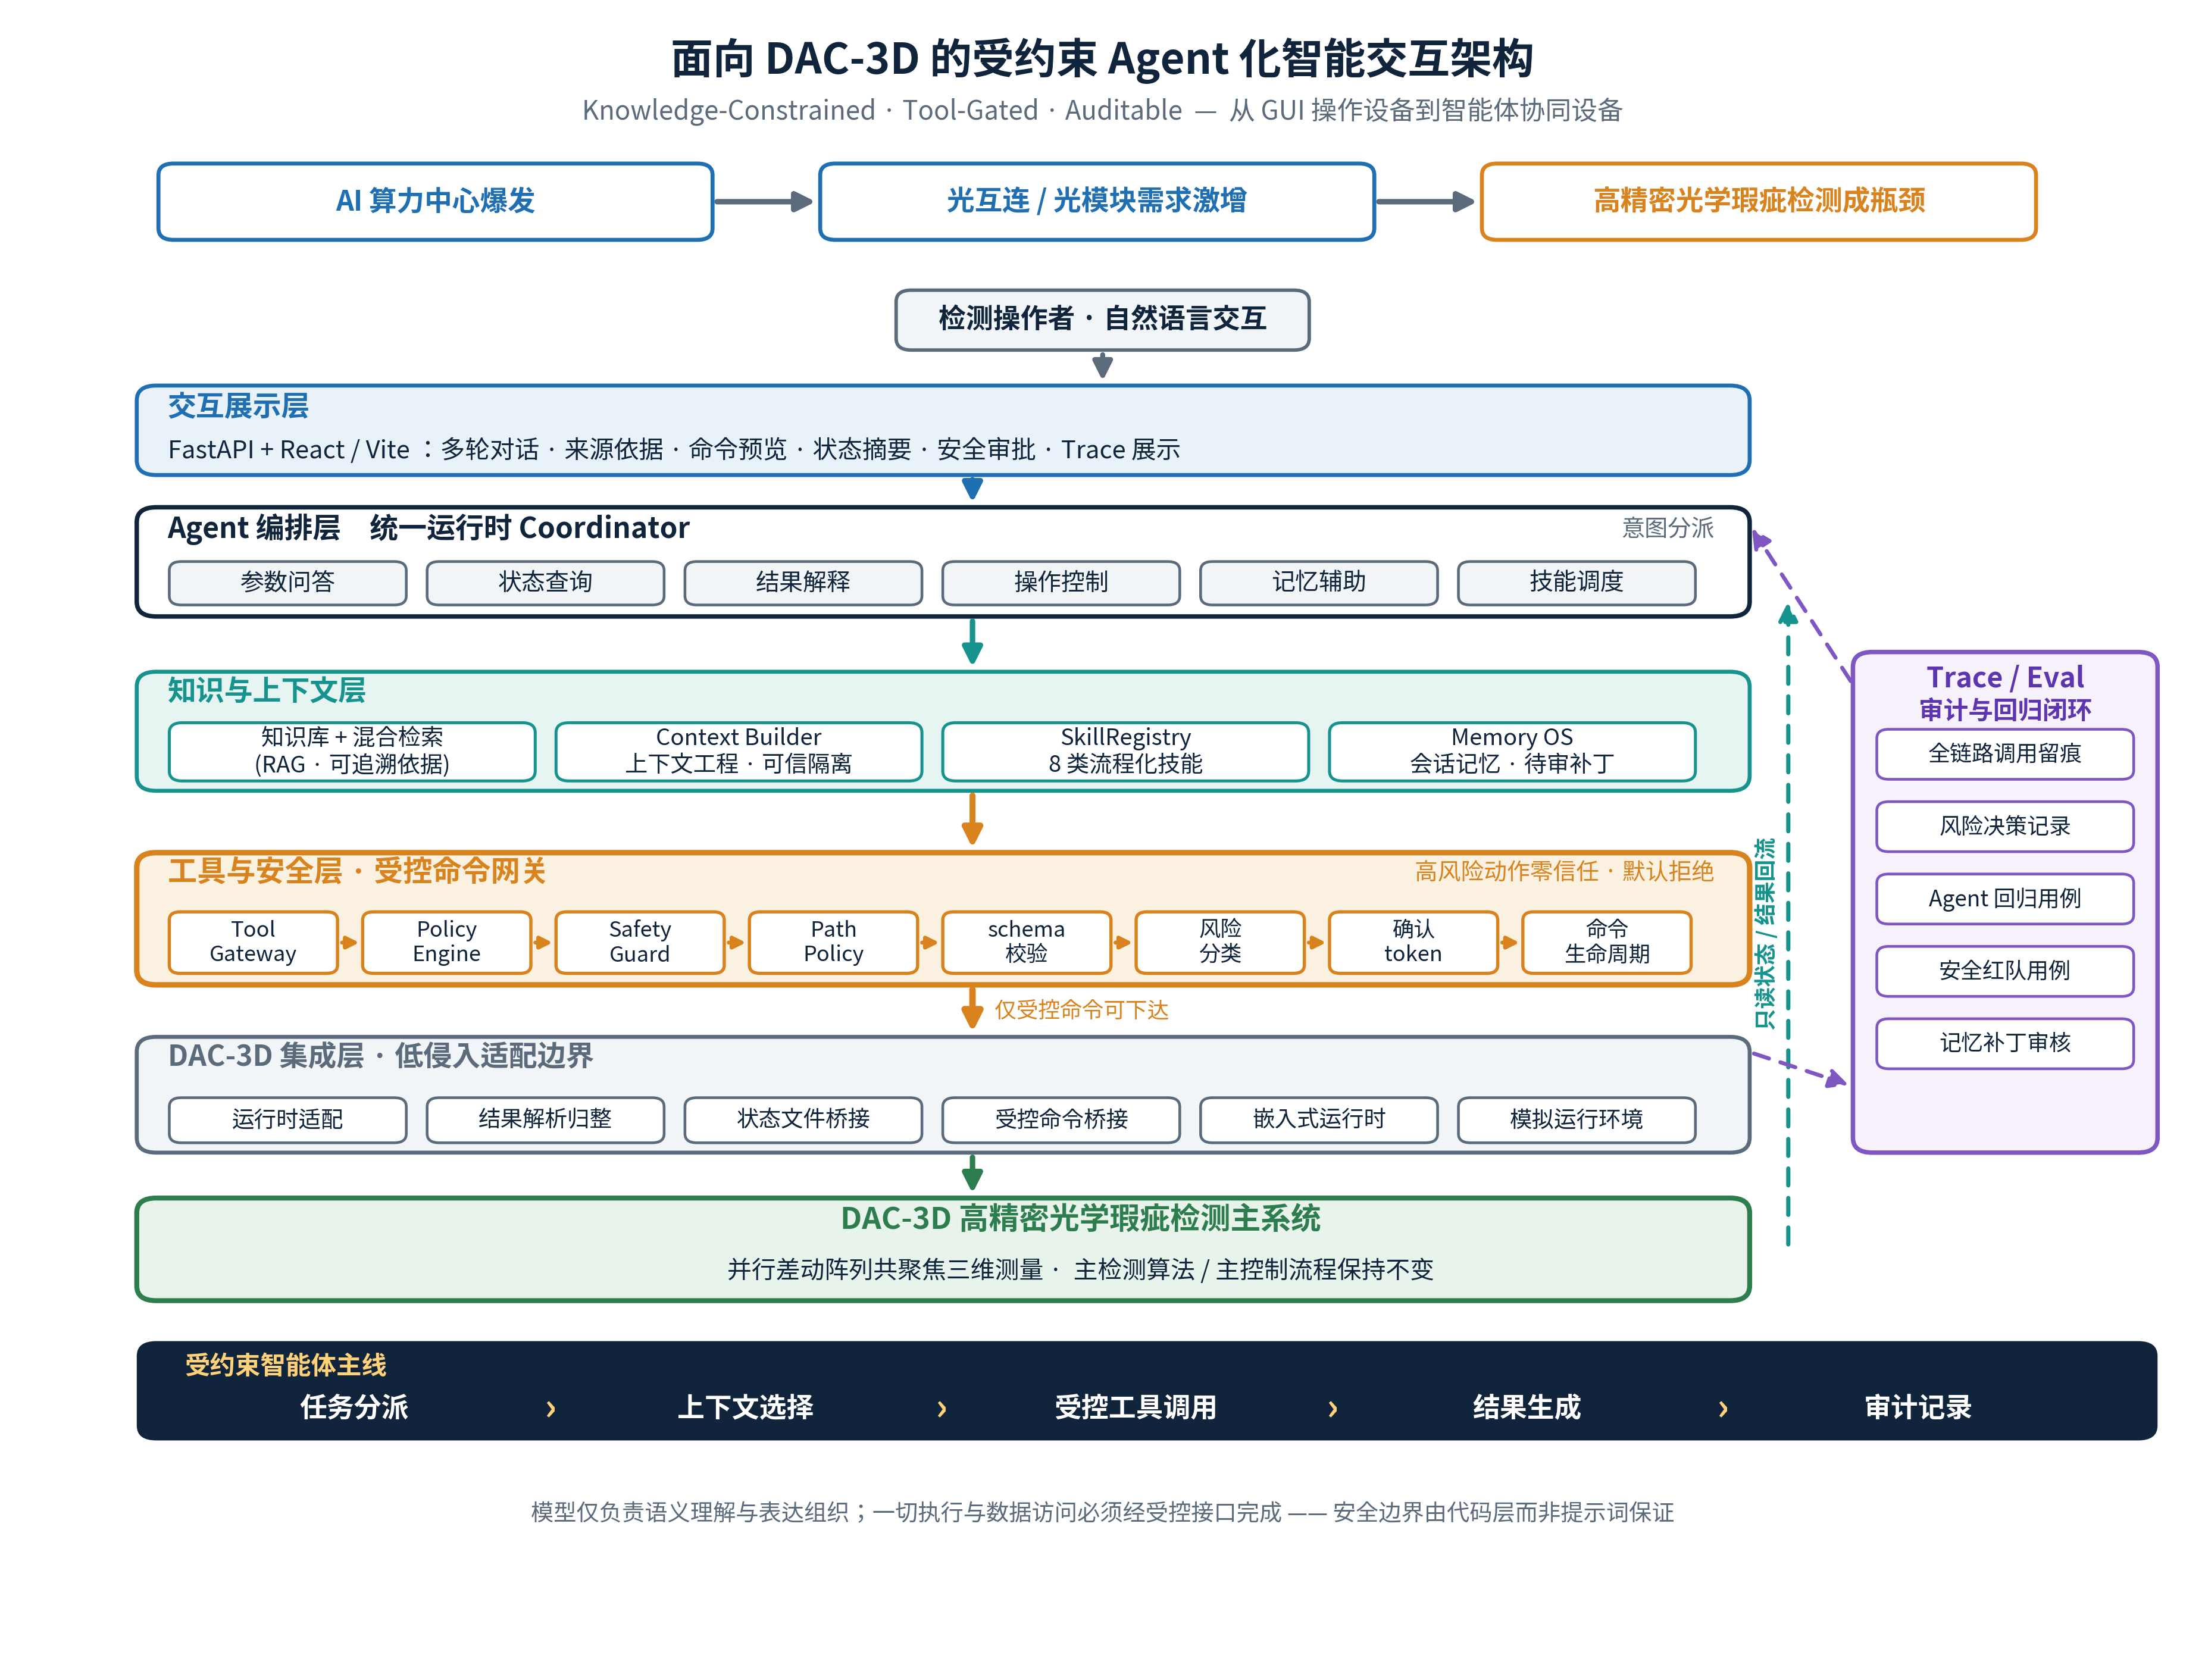 面向 DAC-3D 的受约束 Agent 化智能交互架构
Knowledge-Constrained · Tool-Gated · Auditable — 从 GUI 操作设备到智能体协同设备
AI 算力中心爆发
光互连 / 光模块需求激增
高精密光学瑕疵检测成瓶颈
检测操作者 · 自然语言交互
交互展示层
FastAPI + React / Vite ：多轮对话 · 来源依据 · 命令预览 · 状态摘要 · 安全审批 · Trace 展示
Agent 编排层 统一运行时 Coordinator
意图分派
参数问答
状态查询
结果解释
操作控制
记忆辅助
技能调度
知识与上下文层
知识库 + 混合检索
(RAG · 可追溯依据)
Context Builder
上下文工程 · 可信隔离
SkillRegistry
8 类流程化技能
Memory OS
会话记忆 · 待审补丁
工具与安全层 · 受控命令网关
高风险动作零信任 · 默认拒绝
Tool
Gateway
Policy
Engine
Safety
Guard
Path
Policy
schema
校验
风险
分类
确认
token
命令
生命周期
仅受控命令可下达
DAC-3D 集成层 · 低侵入适配边界
运行时适配
结果解析归整
状态文件桥接
受控命令桥接
嵌入式运行时
模拟运行环境
DAC-3D 高精密光学瑕疵检测主系统
并行差动阵列共聚焦三维测量 · 主检测算法 / 主控制流程保持不变
只读状态 / 结果回流
Trace / Eval
审计与回归闭环
全链路调用留痕
风险决策记录
Agent 回归用例
安全红队用例
记忆补丁审核
受约束智能体主线
任务分派 › 上下文选择 › 受控工具调用 › 结果生成 › 审计记录
模型仅负责语义理解与表达组织；一切执行与数据访问必须经受控接口完成 —— 安全边界由代码层而非提示词保证